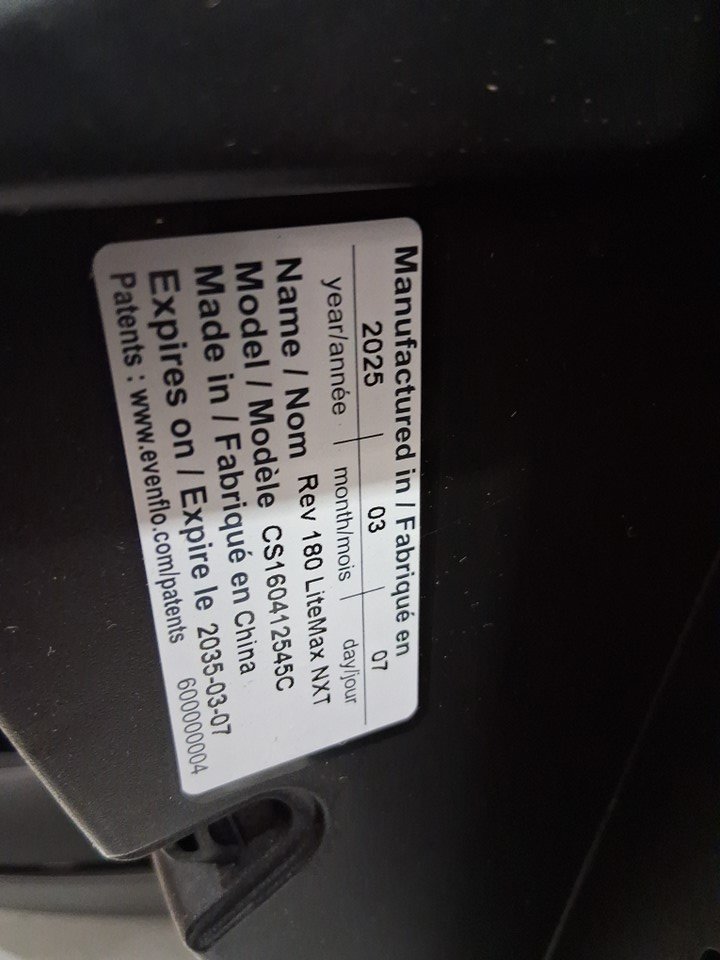 Manufactured in / Fabriqué en
2025 03 07
year/année month/mois day/jour
Name / Nom Rev 180 LiteMax NXT
Model / Modèle CS160412545C
Made in / Fabriqué en China
Expires on / Expire le 2035-03-07
Patents : www.evenflo.com/patents 600000004